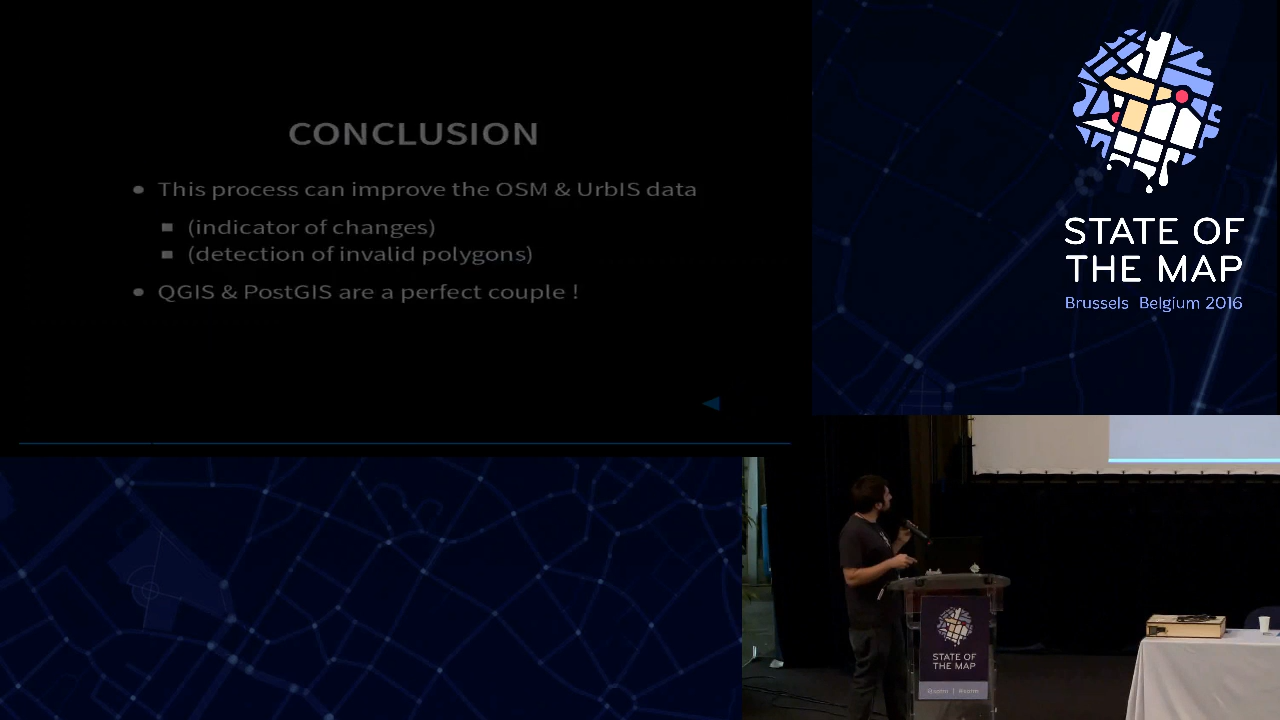 CONCLUSION
• This process can improve the OSM & UrbIS data
▪ (indicator of changes)
▪ (detection of invalid polygons)
• QGIS & PostGIS are a perfect couple !
STATE OF
THE MAP
Brussels Belgium 2016
STATE OF
THE MAP